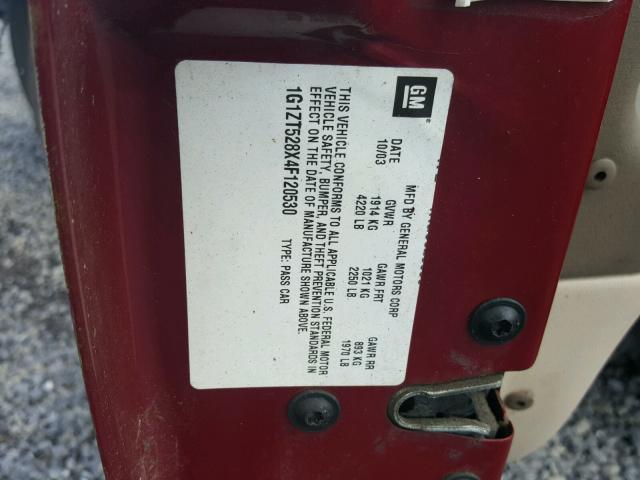 GM
MFD BY GENERAL MOTORS CORP
DATE GVWR GAWR FRT GAWR RR
10/03 1914 KG 1021 KG 893 KG
4220 LB 2250 LB 1970 LB
THIS VEHICLE CONFORMS TO ALL APPLICABLE U.S. FEDERAL MOTOR
VEHICLE SAFETY, BUMPER, AND THEFT PREVENTION STANDARDS IN
EFFECT ON THE DATE OF MANUFACTURE SHOWN ABOVE.
1G1ZT528X4F120530 TYPE: PASS CAR